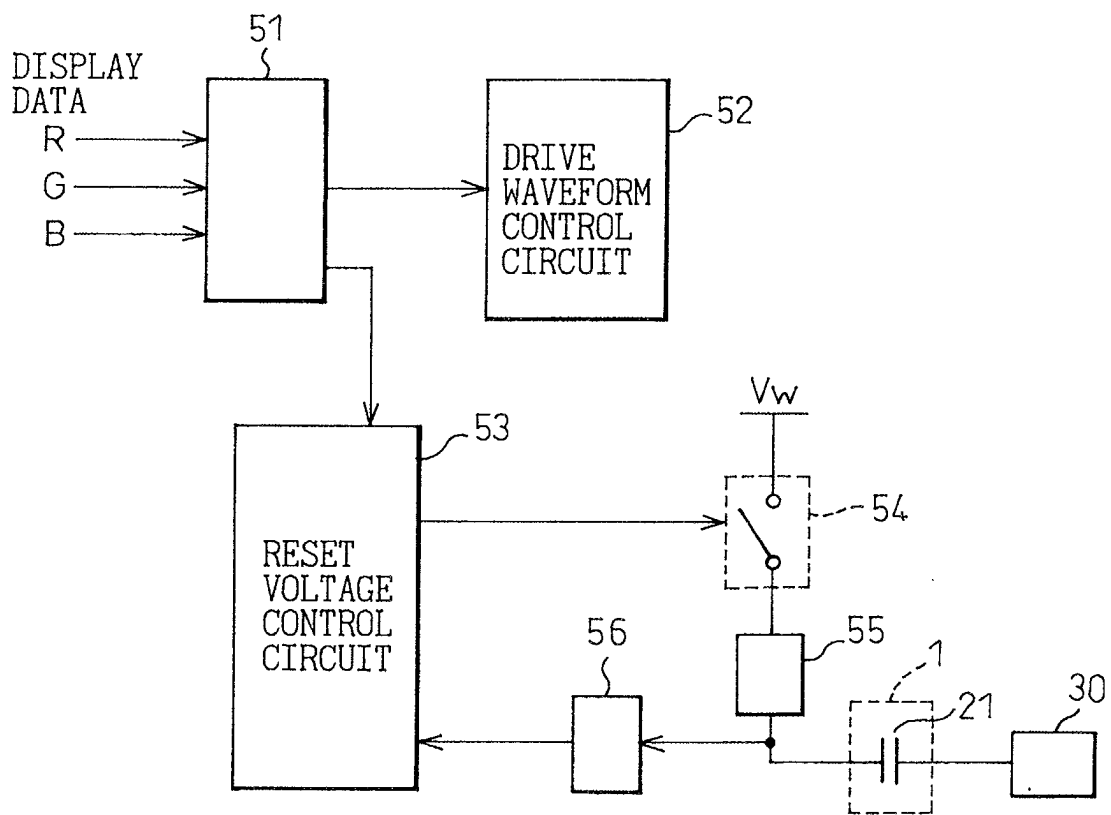 51
DISPLAY
DATA
R
G
B
52
DRIVE
WAVEFORM
CONTROL
CIRCUIT
Vw
53
54
RESET
VOLTAGE
CONTROL
CIRCUIT
56
55
1
21
30